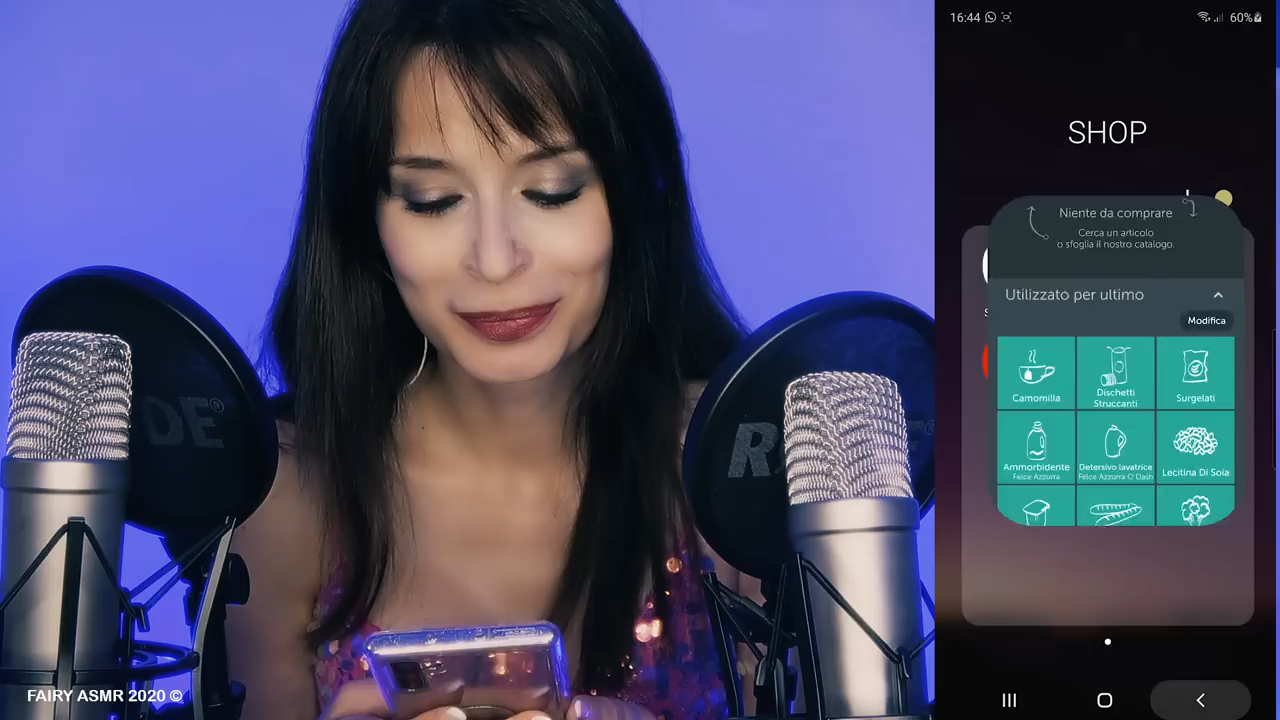 16:44
60%
SHOP
Niente da comprare
Cerca un articolo
o sfoglia il nostro catalogo.
Utilizzato per ultimo
Modifica
Camomilla
Dischetti
Struccanti
Surgelati
Ammorbidente
Felce Azzurra
Detersivo lavatrice
Felce Azzurra O Dash
Lecitina Di Soia
DE®
R
FAIRY ASMR 2020 ©